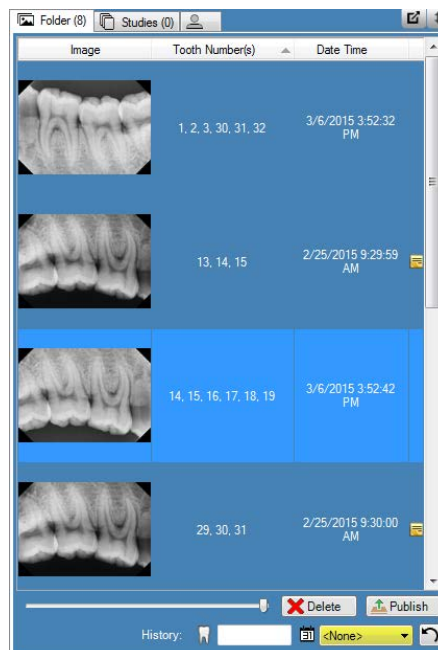 Folder (8) Studies (0)
Image Tooth Number(s) Date Time
1, 2, 3, 30, 31, 32 3/6/2015 3:52:32
PM
13, 14, 15 2/25/2015 9:29:59
AM
14, 15, 16, 17, 18, 19 3/6/2015 3:52:42
PM
29, 30, 31 2/25/2015 9:30:00
AM
Delete Publish
History: 31 <None>